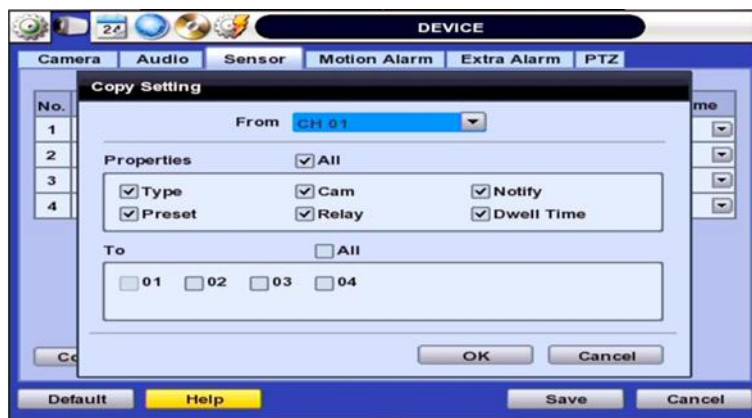 24
DEVICE
Camera Audio Sensor Motion Alarm Extra Alarm PTZ
Copy Setting
No. me
From CH 01
1
2
3
4
Properties All
Type Cam Notify
Preset Relay Dwell Time
To All
01 02 03 04
OK Cancel
Default Help Save Cancel